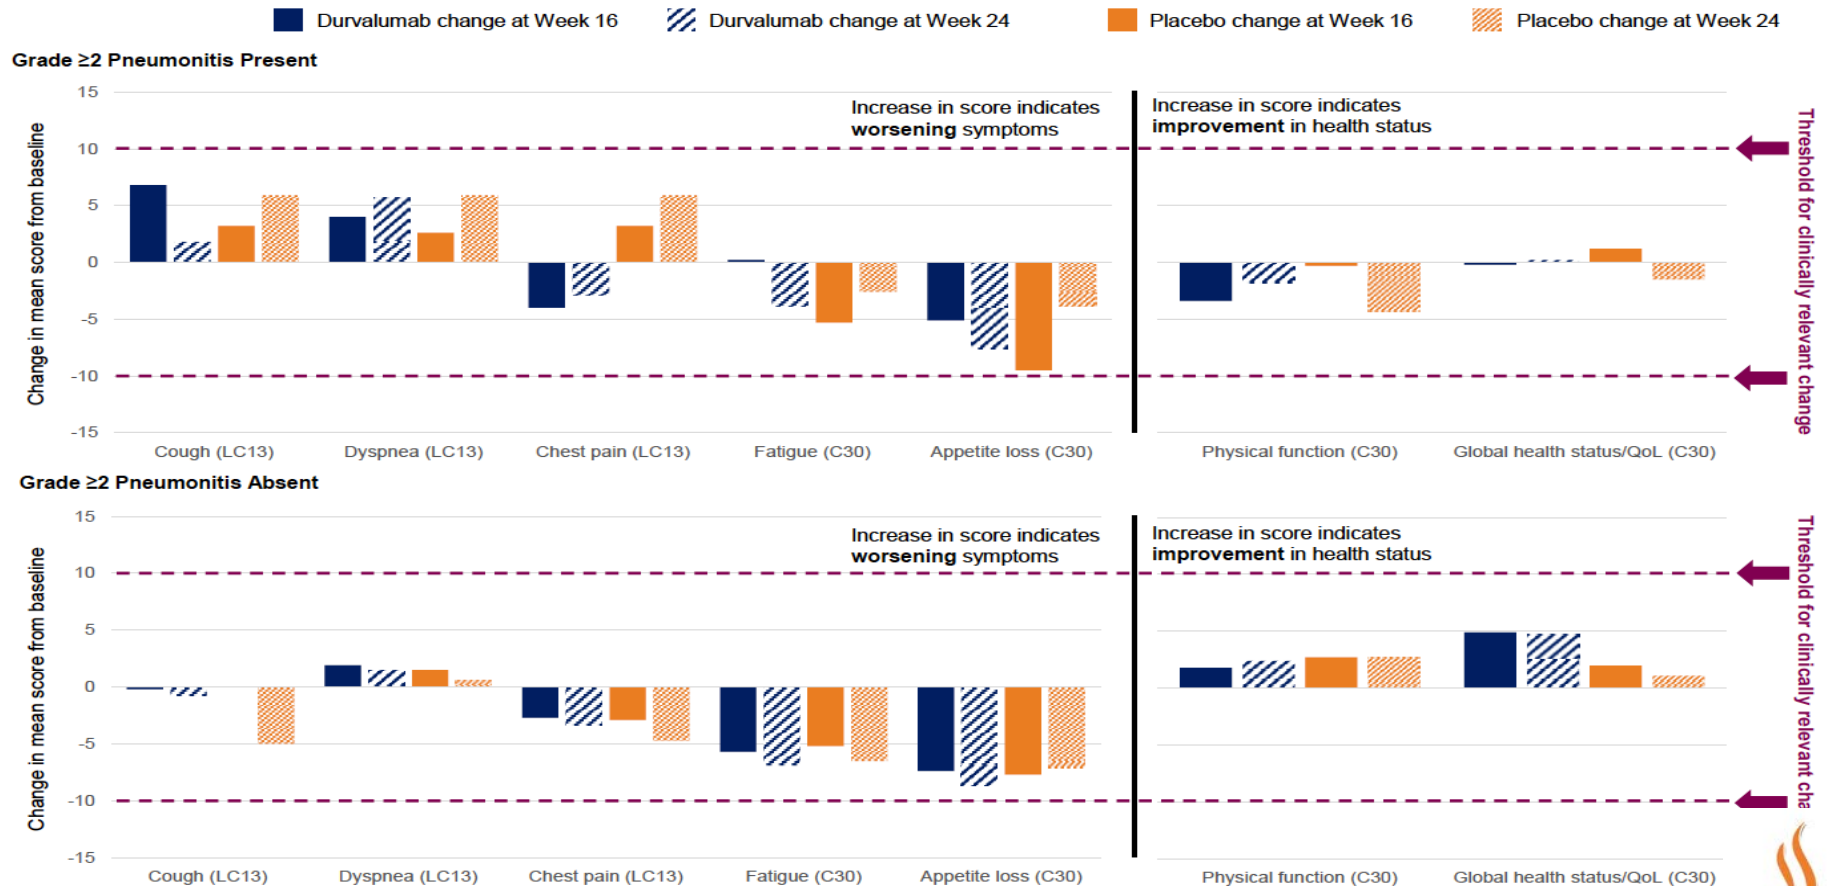 Durvalumab change at Week 16 Durvalumab change at Week 24 Placebo change at Week 16 Placebo change at Week 24
Grade ≥2 Pneumonitis Present
Change in mean score from baseline
15
10
5
0
-5
-10
-15
Increase in score indicates
worsening symptoms
Increase in score indicates
improvement in health status
Threshold for clinically relevant change
Cough (LC13) Dyspnea (LC13) Chest pain (LC13) Fatigue (C30) Appetite loss (C30) Physical function (C30) Global health status/QoL (C30)
Grade ≥2 Pneumonitis Absent
Change in mean score from baseline
15
10
5
0
-5
-10
-15
Increase in score indicates
worsening symptoms
Increase in score indicates
improvement in health status
Threshold for clinically relevant cha
Cough (LC13) Dyspnea (LC13) Chest pain (LC13) Fatigue (C30) Appetite loss (C30) Physical function (C30) Global health status/QoL (C30)